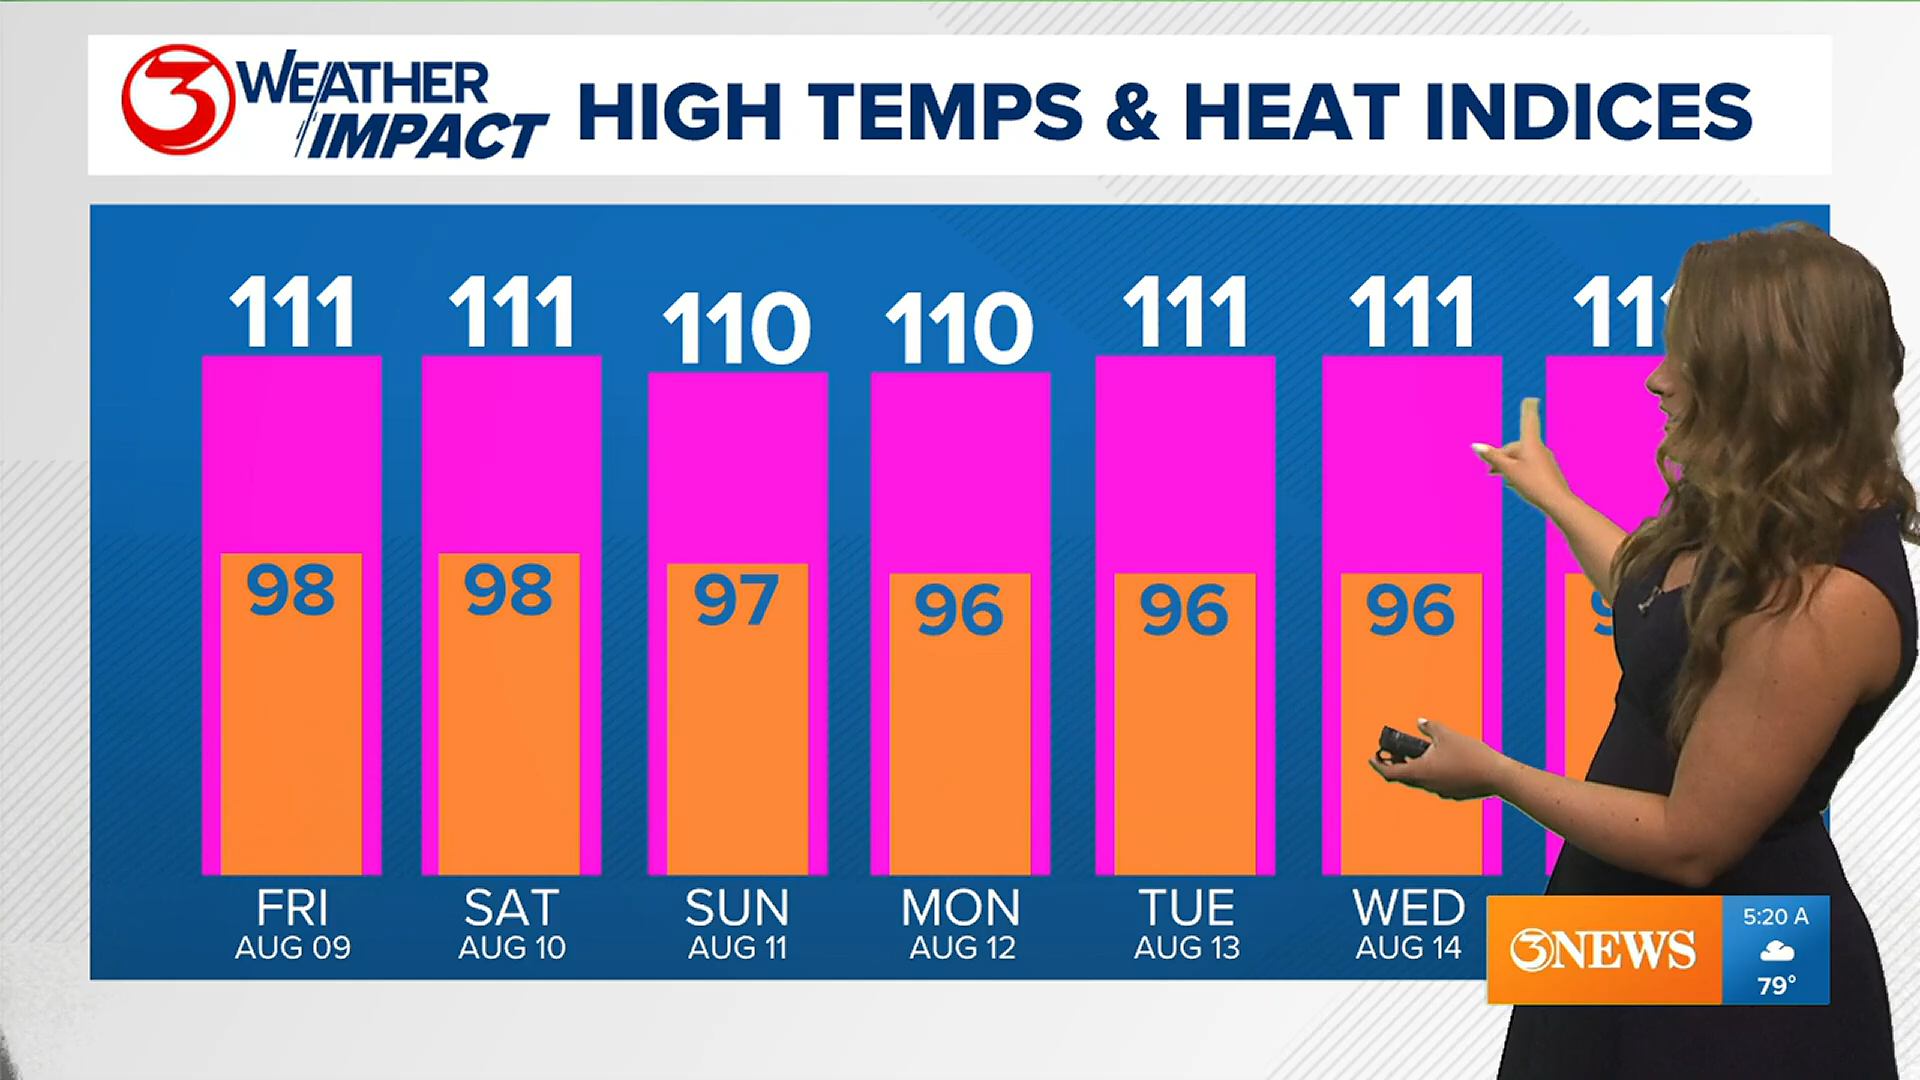 3 WEATHER IMPACT
HIGH TEMPS & HEAT INDICES
111 111 110 110 111 111
98 98 97 96 96 96
FRI SAT SUN MON TUE WED
AUG 09 AUG 10 AUG 11 AUG 12 AUG 13 AUG 14
3NEWS
5:20 A
79°